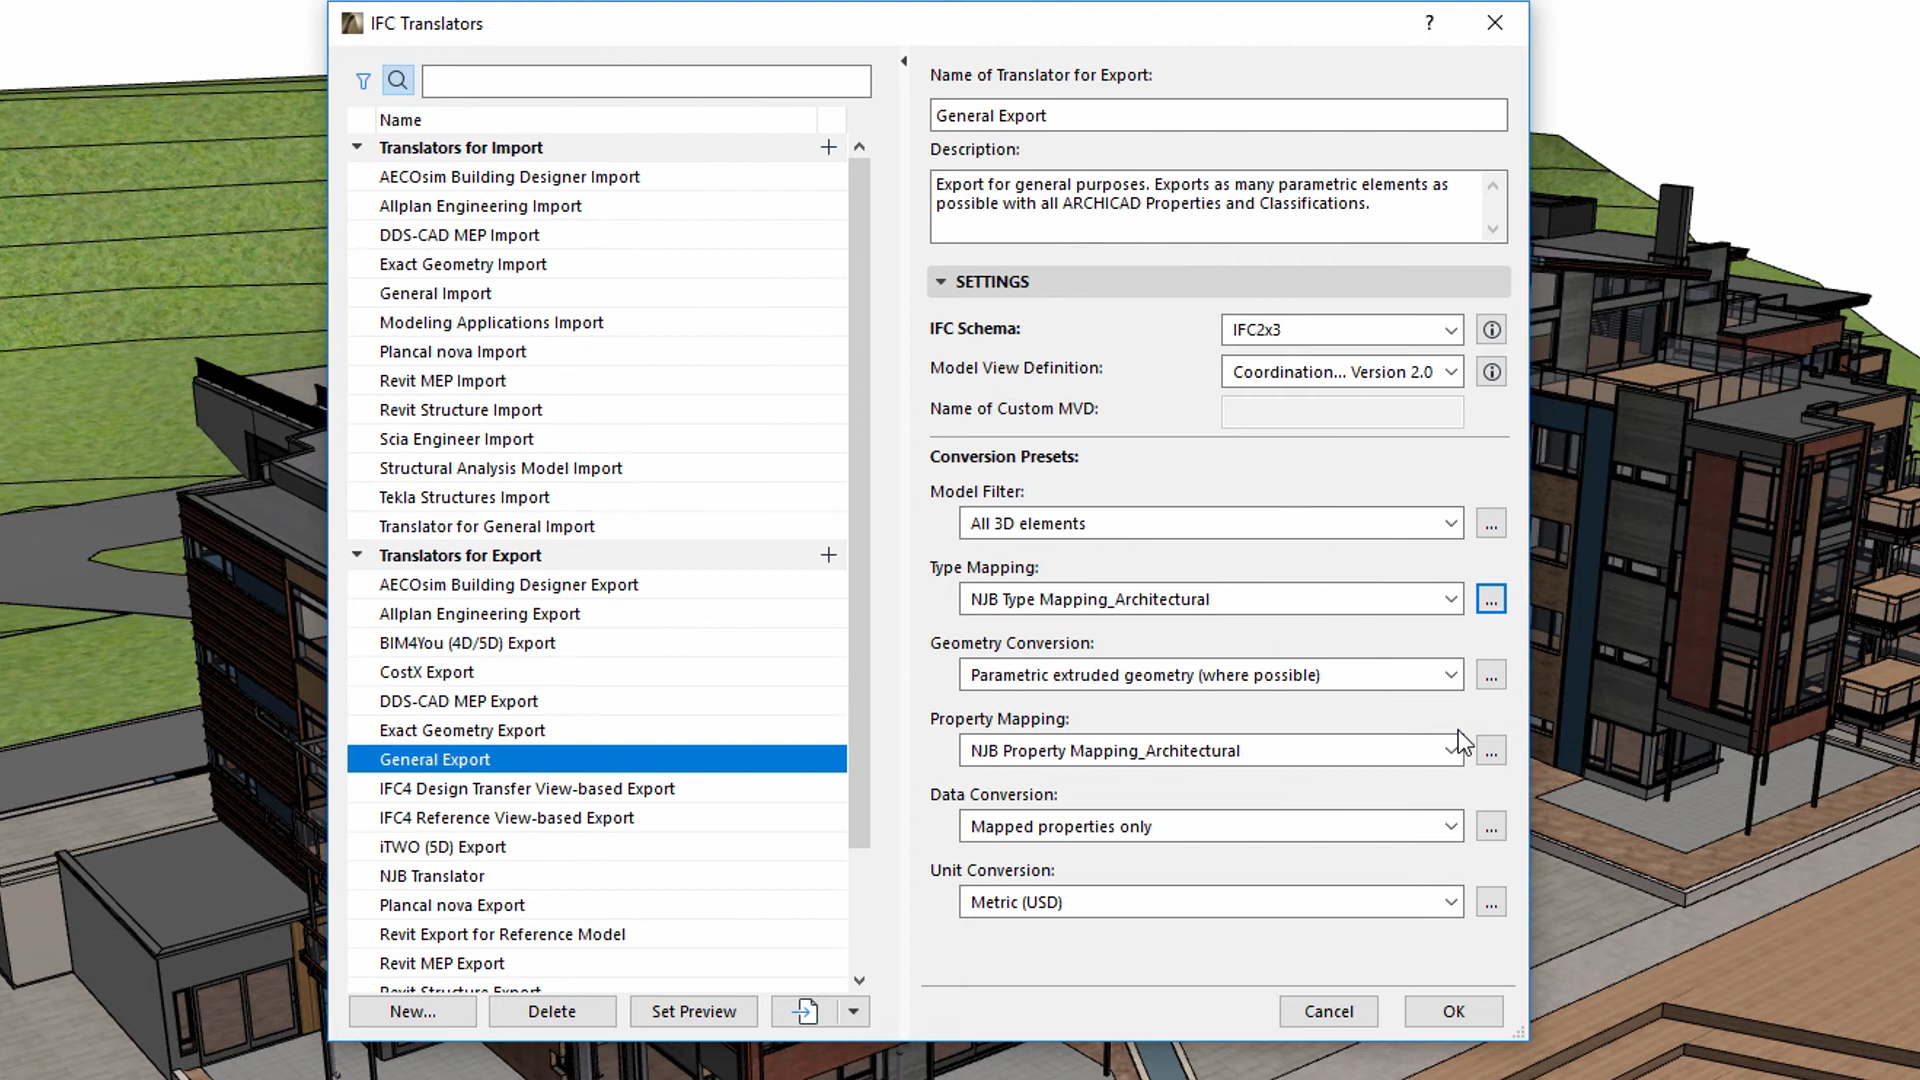 IFC Translators
?
Name
Translators for Import
AECOsim Building Designer Import
Allplan Engineering Import
DDS-CAD MEP Import
Exact Geometry Import
General Import
Modeling Applications Import
Plancal nova Import
Revit MEP Import
Revit Structure Import
Scia Engineer Import
Structural Analysis Model Import
Tekla Structures Import
Translator for General Import
Translators for Export
AECOsim Building Designer Export
Allplan Engineering Export
BIM4You (4D/5D) Export
CostX Export
DDS-CAD MEP Export
Exact Geometry Export
General Export
IFC4 Design Transfer View-based Export
IFC4 Reference View-based Export
iTWO (5D) Export
NJB Translator
Plancal nova Export
Revit Export for Reference Model
Revit MEP Export
Revit Structure Export
New...
Delete
Set Preview
Name of Translator for Export:
General Export
Description:
Export for general purposes. Exports as many parametric elements as
possible with all ARCHICAD Properties and Classifications.
SETTINGS
IFC Schema:
IFC2x3
Model View Definition:
Coordination... Version 2.0
Name of Custom MVD:
Conversion Presets:
Model Filter:
All 3D elements
...
Type Mapping:
NJB Type Mapping_Architectural
...
Geometry Conversion:
Parametric extruded geometry (where possible)
...
Property Mapping:
NJB Property Mapping_Architectural
...
Data Conversion:
Mapped properties only
...
Unit Conversion:
Metric (USD)
...
Cancel
OK